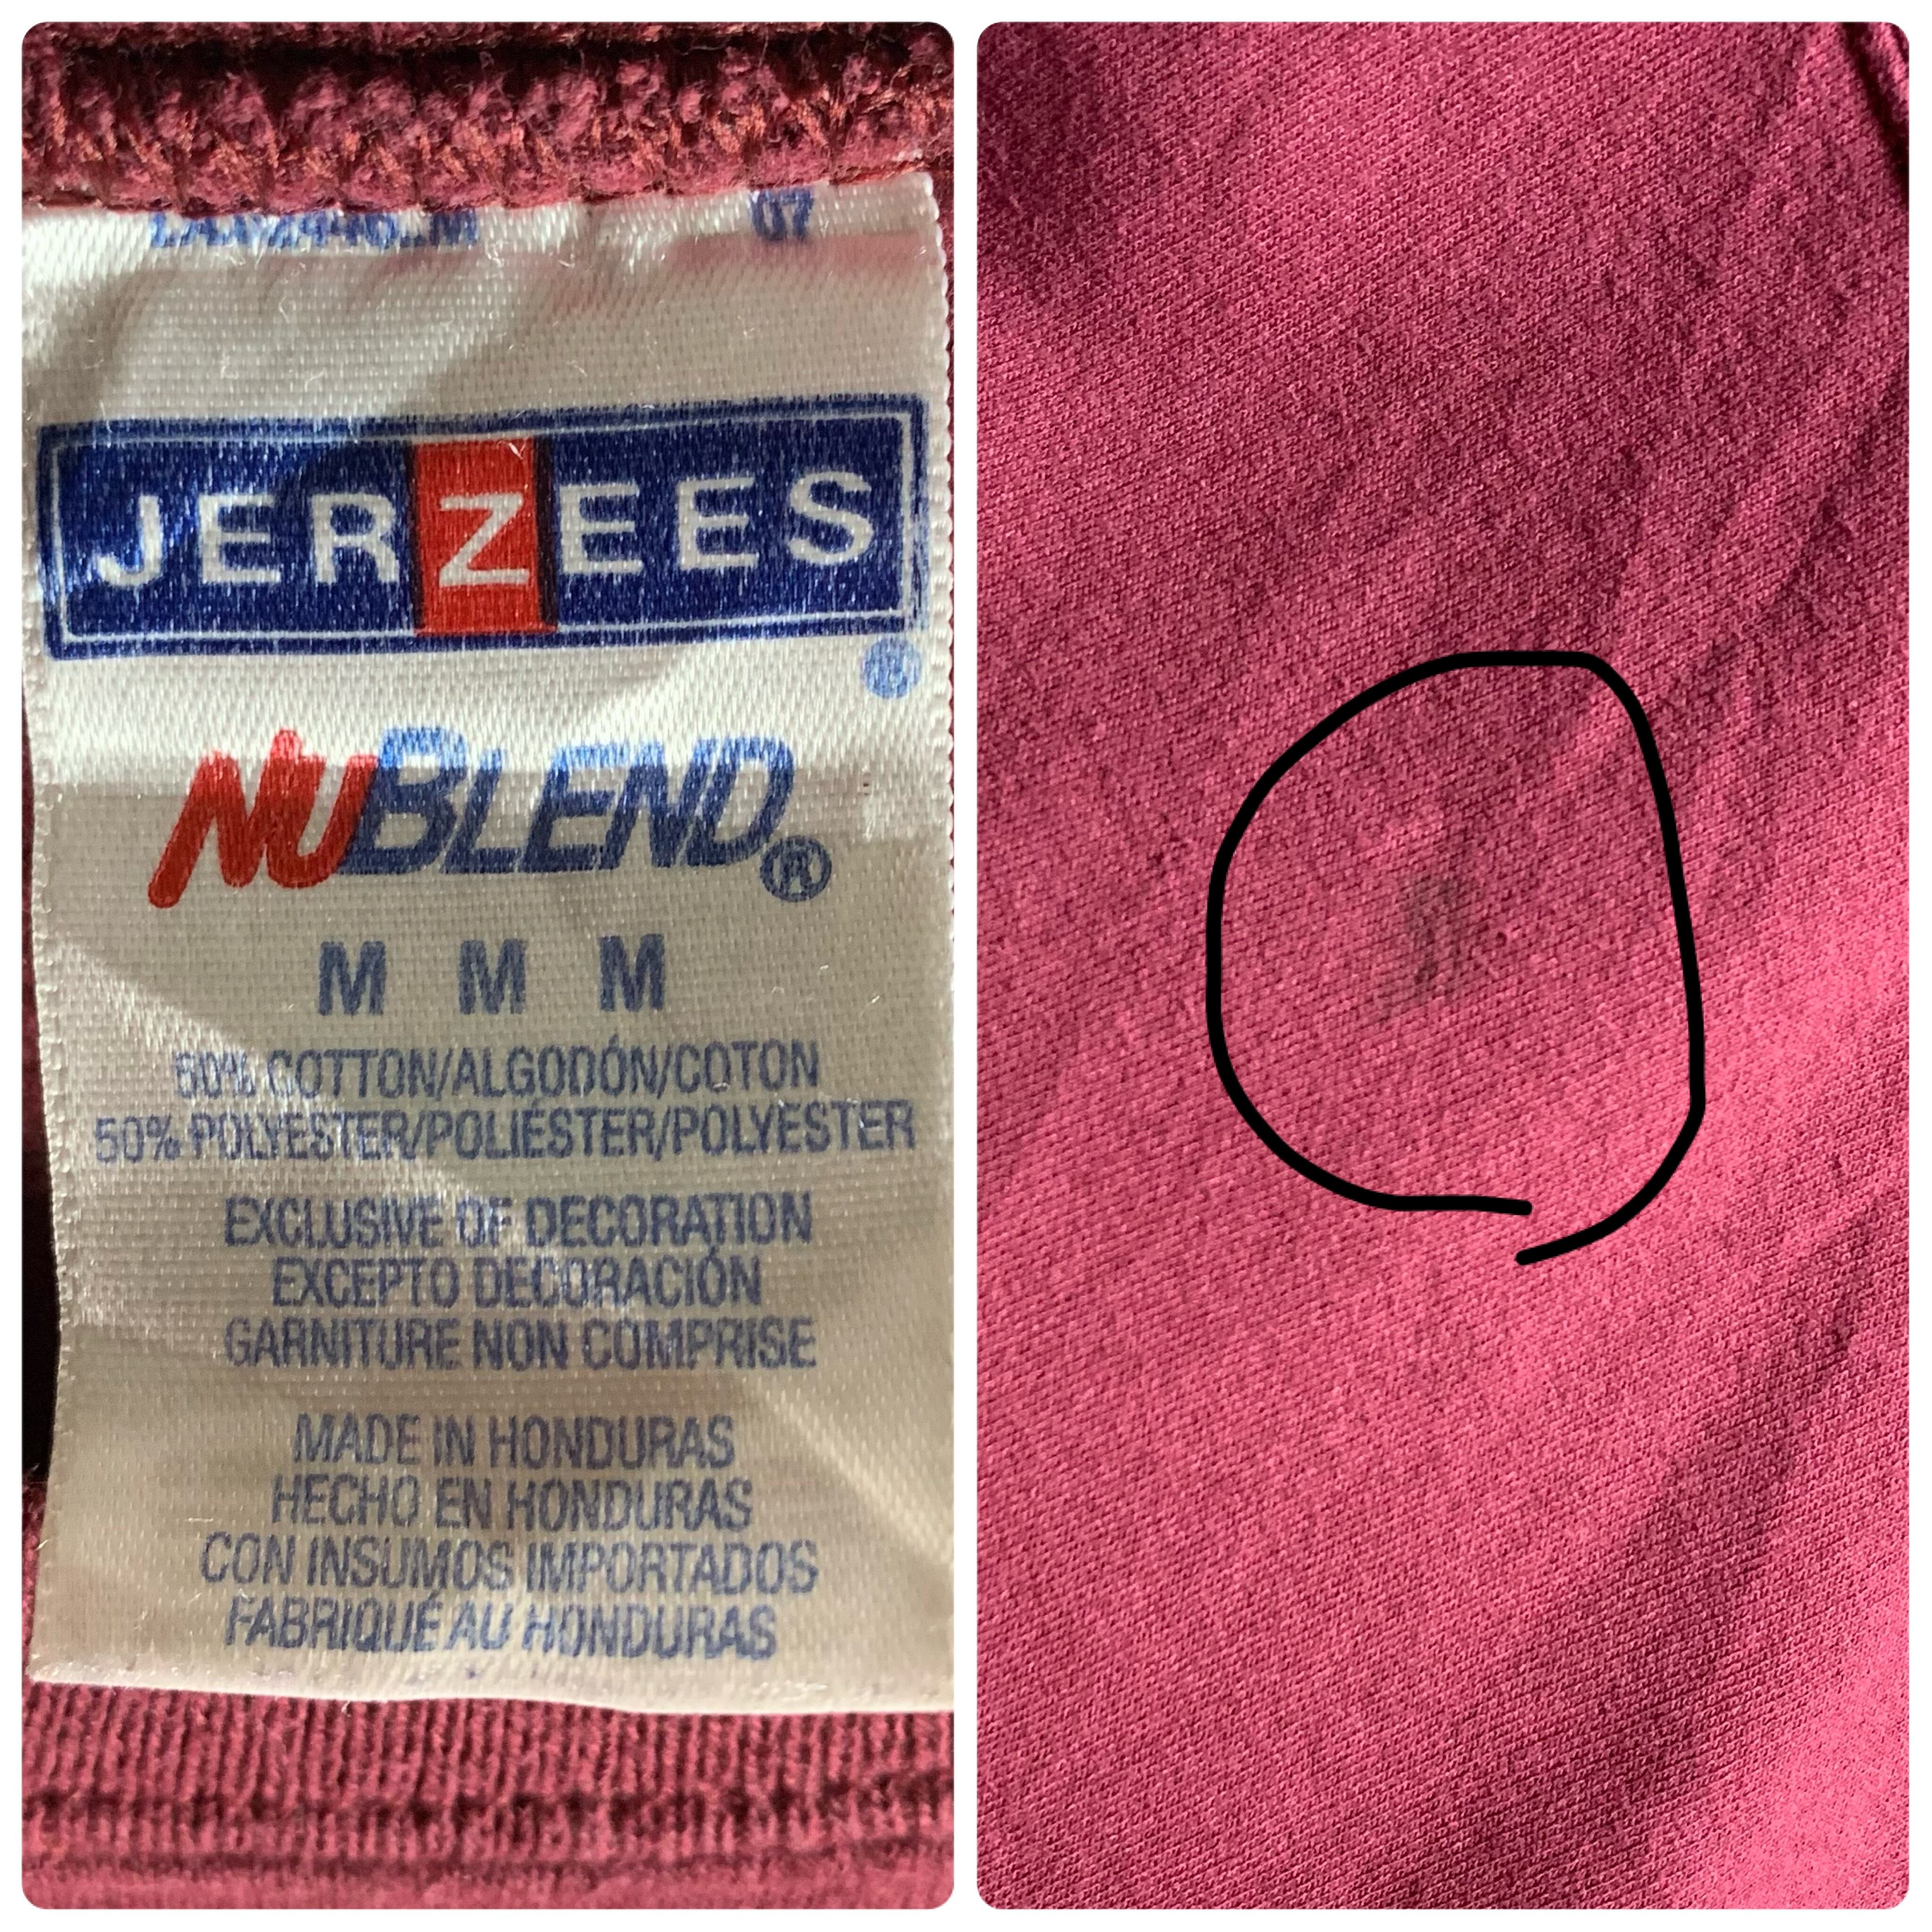 07
JERZEES
®
NUBLEND®
M M M
50% COTTON/ALGODÓN/COTON
50% POLYESTER/POLIÉSTER/POLYESTER
EXCLUSIVE OF DECORATION
EXCEPTO DECORACIÓN
GARNITURE NON COMPRISE
MADE IN HONDURAS
HECHO EN HONDURAS
CON INSUMOS IMPORTADOS
FABRIQUÉ AU HONDURAS